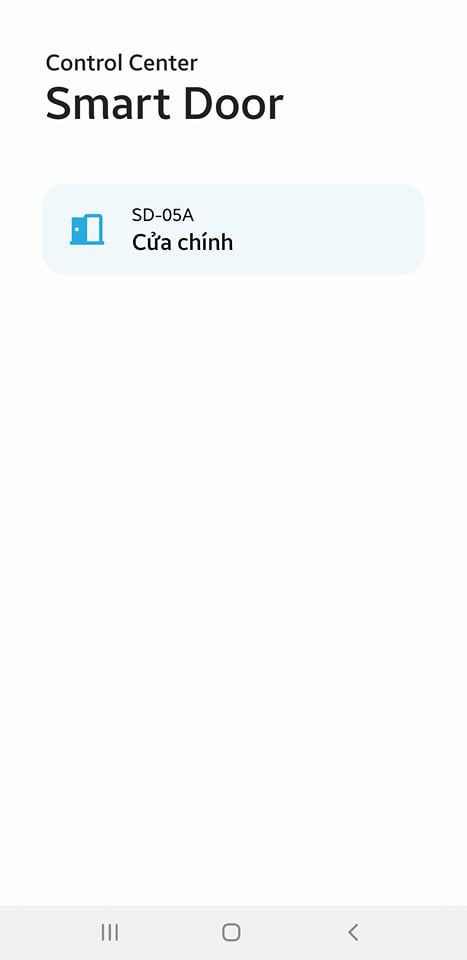 Control Center
Smart Door
SD-05A
Cửa chính